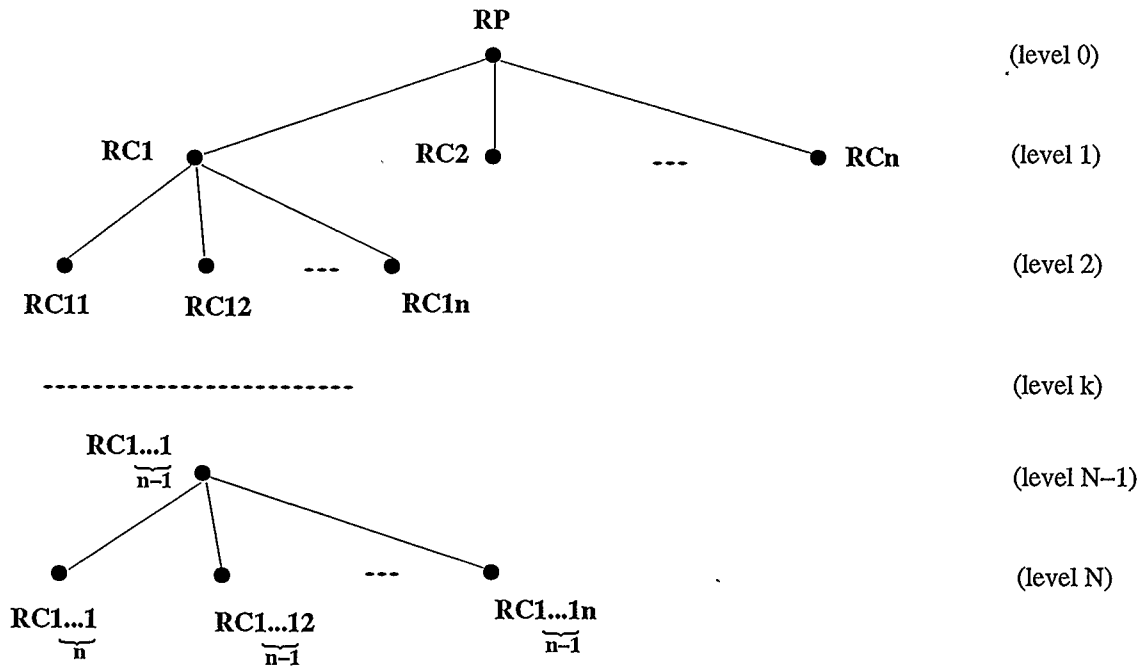 RP
(level 0)
RC1 RC2 --- RCn (level 1)
--- (level 2)
RC11 RC12 RC1n
-------------------------- (level k)
RC1...1
n–1 (level N–1)
--- (level N)
RC1...1 RC1...12 RC1...1n
n n–1 n–1